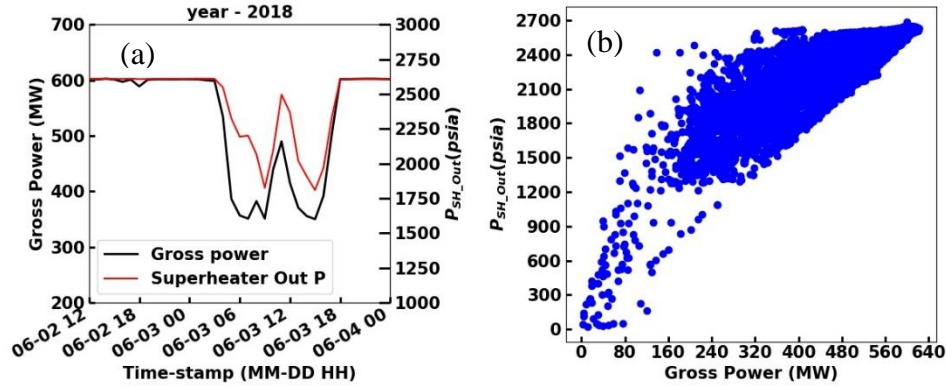 year - 2018
(a)
700
600
500
400
300
200
Gross Power (MW)
3000
2750
2500
2250
2000
1750
1500
1250
1000
P_SH_Out(psia)
Gross power
Superheater Out P
06-02 12
06-02 18
06-03 00
06-03 06
06-03 12
06-03 18
06-04 00
Time-stamp (MM-DD HH)
(b)
2700
2400
2100
1800
1500
1200
900
600
300
0
P_SH_Out(psia)
0 80 160 240 320 400 480 560 640
Gross Power (MW)